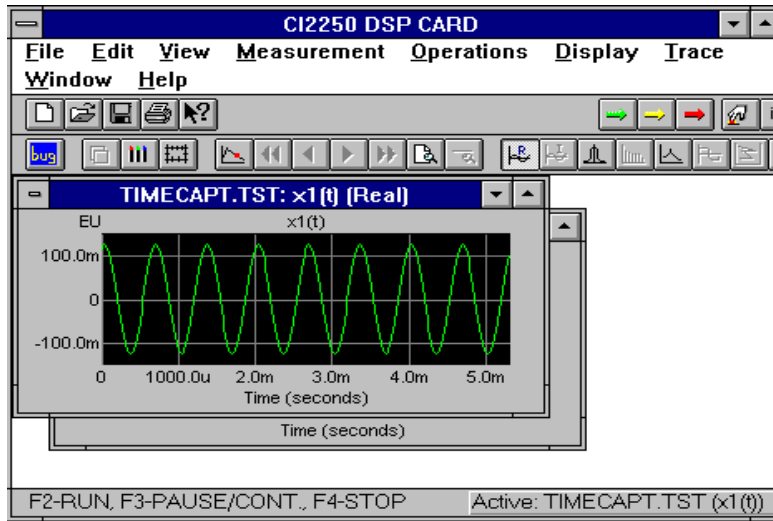 CI2250 DSP CARD
File Edit View Measurement Operations Display Trace
Window Help
bug
TIMECAPT.TST: x1(t) (Real)
EU x1(t)
100.0m
0
-100.0m
0 1000.0u 2.0m 3.0m 4.0m 5.0m
Time (seconds)
Time (seconds)
F2-RUN, F3-PAUSE/CONT., F4-STOP Active: TIMECAPT.TST (x1(t))